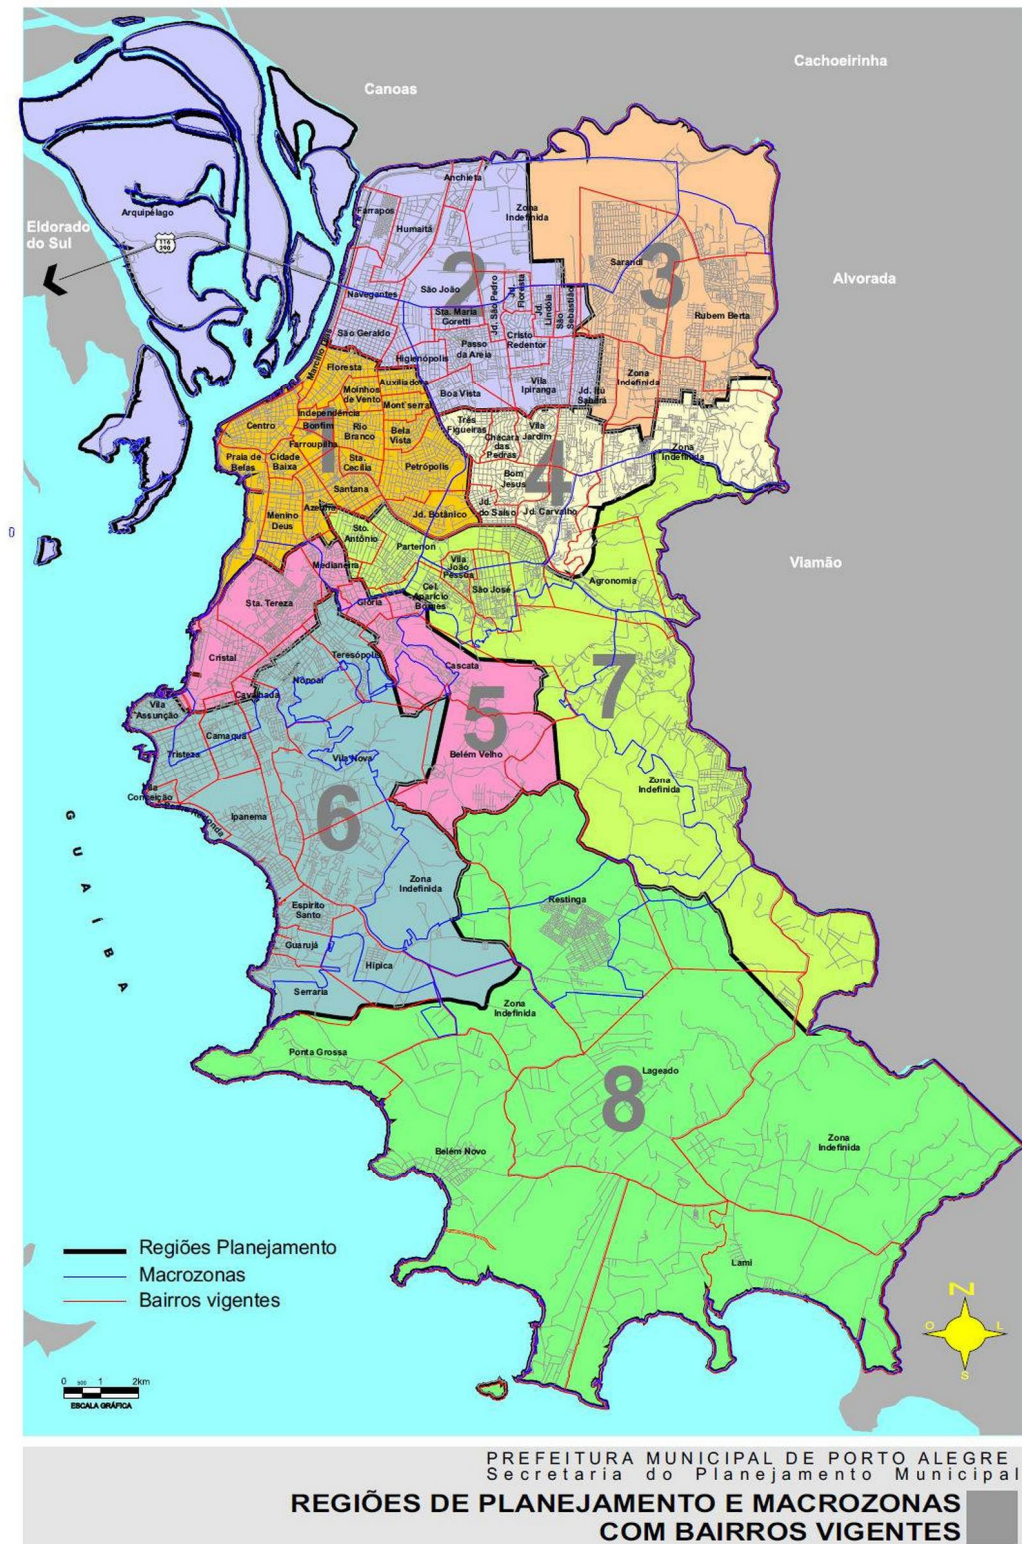 Cachoeirinha
Canoas
Anchieta
Farrapos
Zona
Indefinida
Arquipélago
Humaitá
Eldorado
do Sul
116
290
2
3
Sarandi
Alvorada
São João
Navegantes
Jd. São Pedro
Jd.
Floresta
Jd.
Lindóia
São
Sebastião
Sta. Maria
Goretti
Rubem Berta
São Geraldo
Cristo
Redentor
Passo
da Areia
Higienópolis
Marcílio Dias
Floresta
Zona
Indefinida
Auxiliadora
Moinhos
de Vento
Vila
Ipiranga
Boa Vista
Jd. Itú
Sabará
Mont serrat
Independência
Três
Figueiras
Centro
Bonfim
Rio
Branco
Bela
Vista
Vila
Jardim
Chácara
das
Pedras
Farroupilha
1
4
Zona
Indefinida
Praia de
Belas
Cidade
Baixa
Sta.
Cecília
Petrópolis
Bom
Jesus
Santana
Jd.
do Salso
Jd. Carvalho
Azenha
Menino
Deus
Jd. Botânico
Sto.
Antônio
Partenon
Medianeira
Vila
João
Pessoa
Viamão
Agronomia
São José
Cel.
Aparício
Borges
Sta. Tereza
Glória
Cristal
Teresópolis
Cascata
7
Nonoai
Cavalhada
5
Vila
Assunção
Camaquã
Tristeza
Vila Nova
Belém Velho
Zona
Indefinida
Vila
Conceição
Pedra Redonda
Ipanema
6
G U A Í B A
Zona
Indefinida
Restinga
Espírito
Santo
Guarujá
Hípica
Serraria
Zona
Indefinida
Ponta Grossa
8
Lageado
Zona
Indefinida
Belém Novo
Lami
Regiões Planejamento
Macrozonas
Bairros vigentes
N
O
L
S
0 500 1 2km
ESCALA GRÁFICA
PREFEITURA MUNICIPAL DE PORTO ALEGRE
Secretaria do Planejamento Municipal
REGIÕES DE PLANEJAMENTO E MACROZONAS
COM BAIRROS VIGENTES